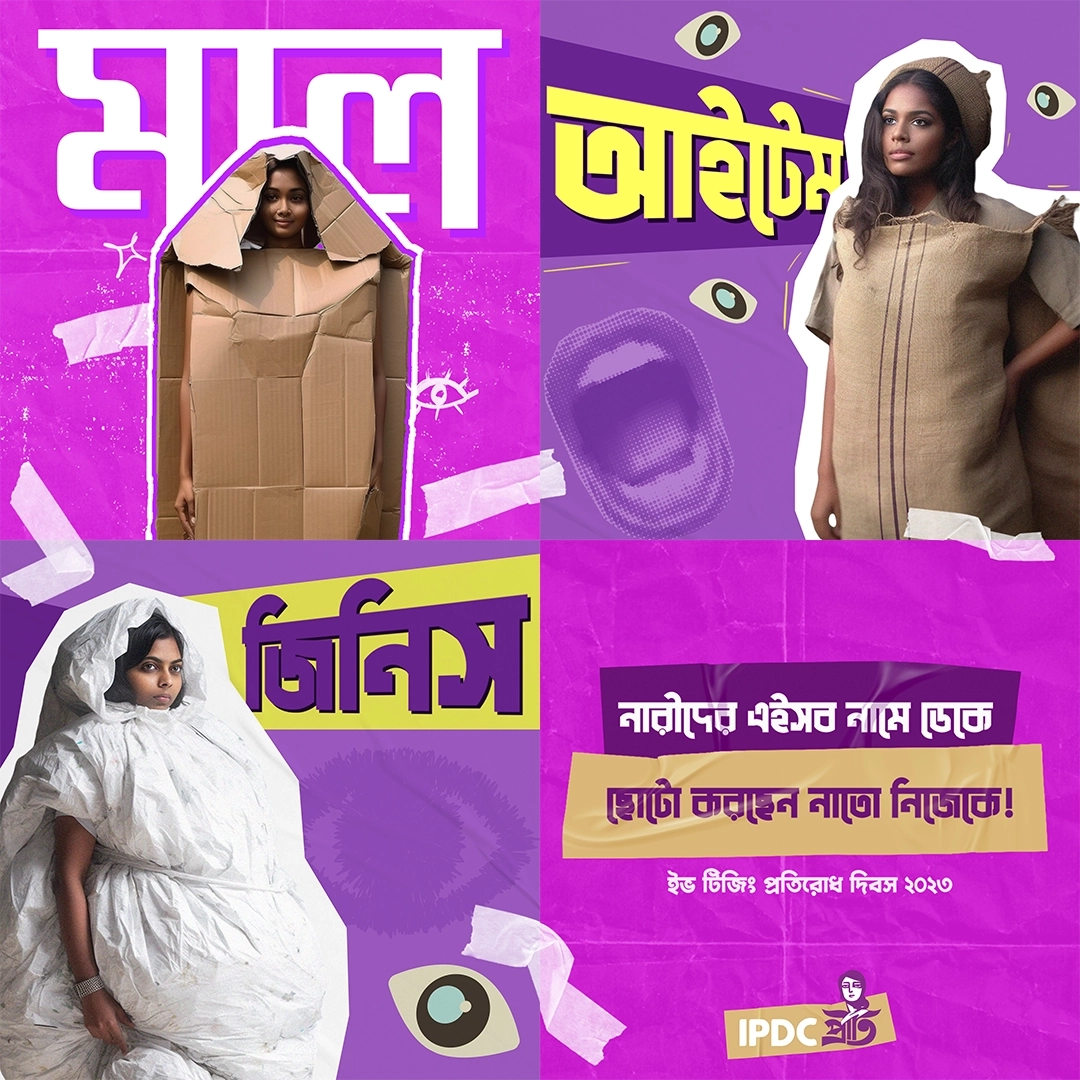 মাল
আইটেম
জিনিস
নারীদের এইসব নামে ডেকে
ছোটো করছেন নাতো নিজেকে!
ইভ টিজিং প্রতিরোধ দিবস ২০২৩
IPDC প্রীতি